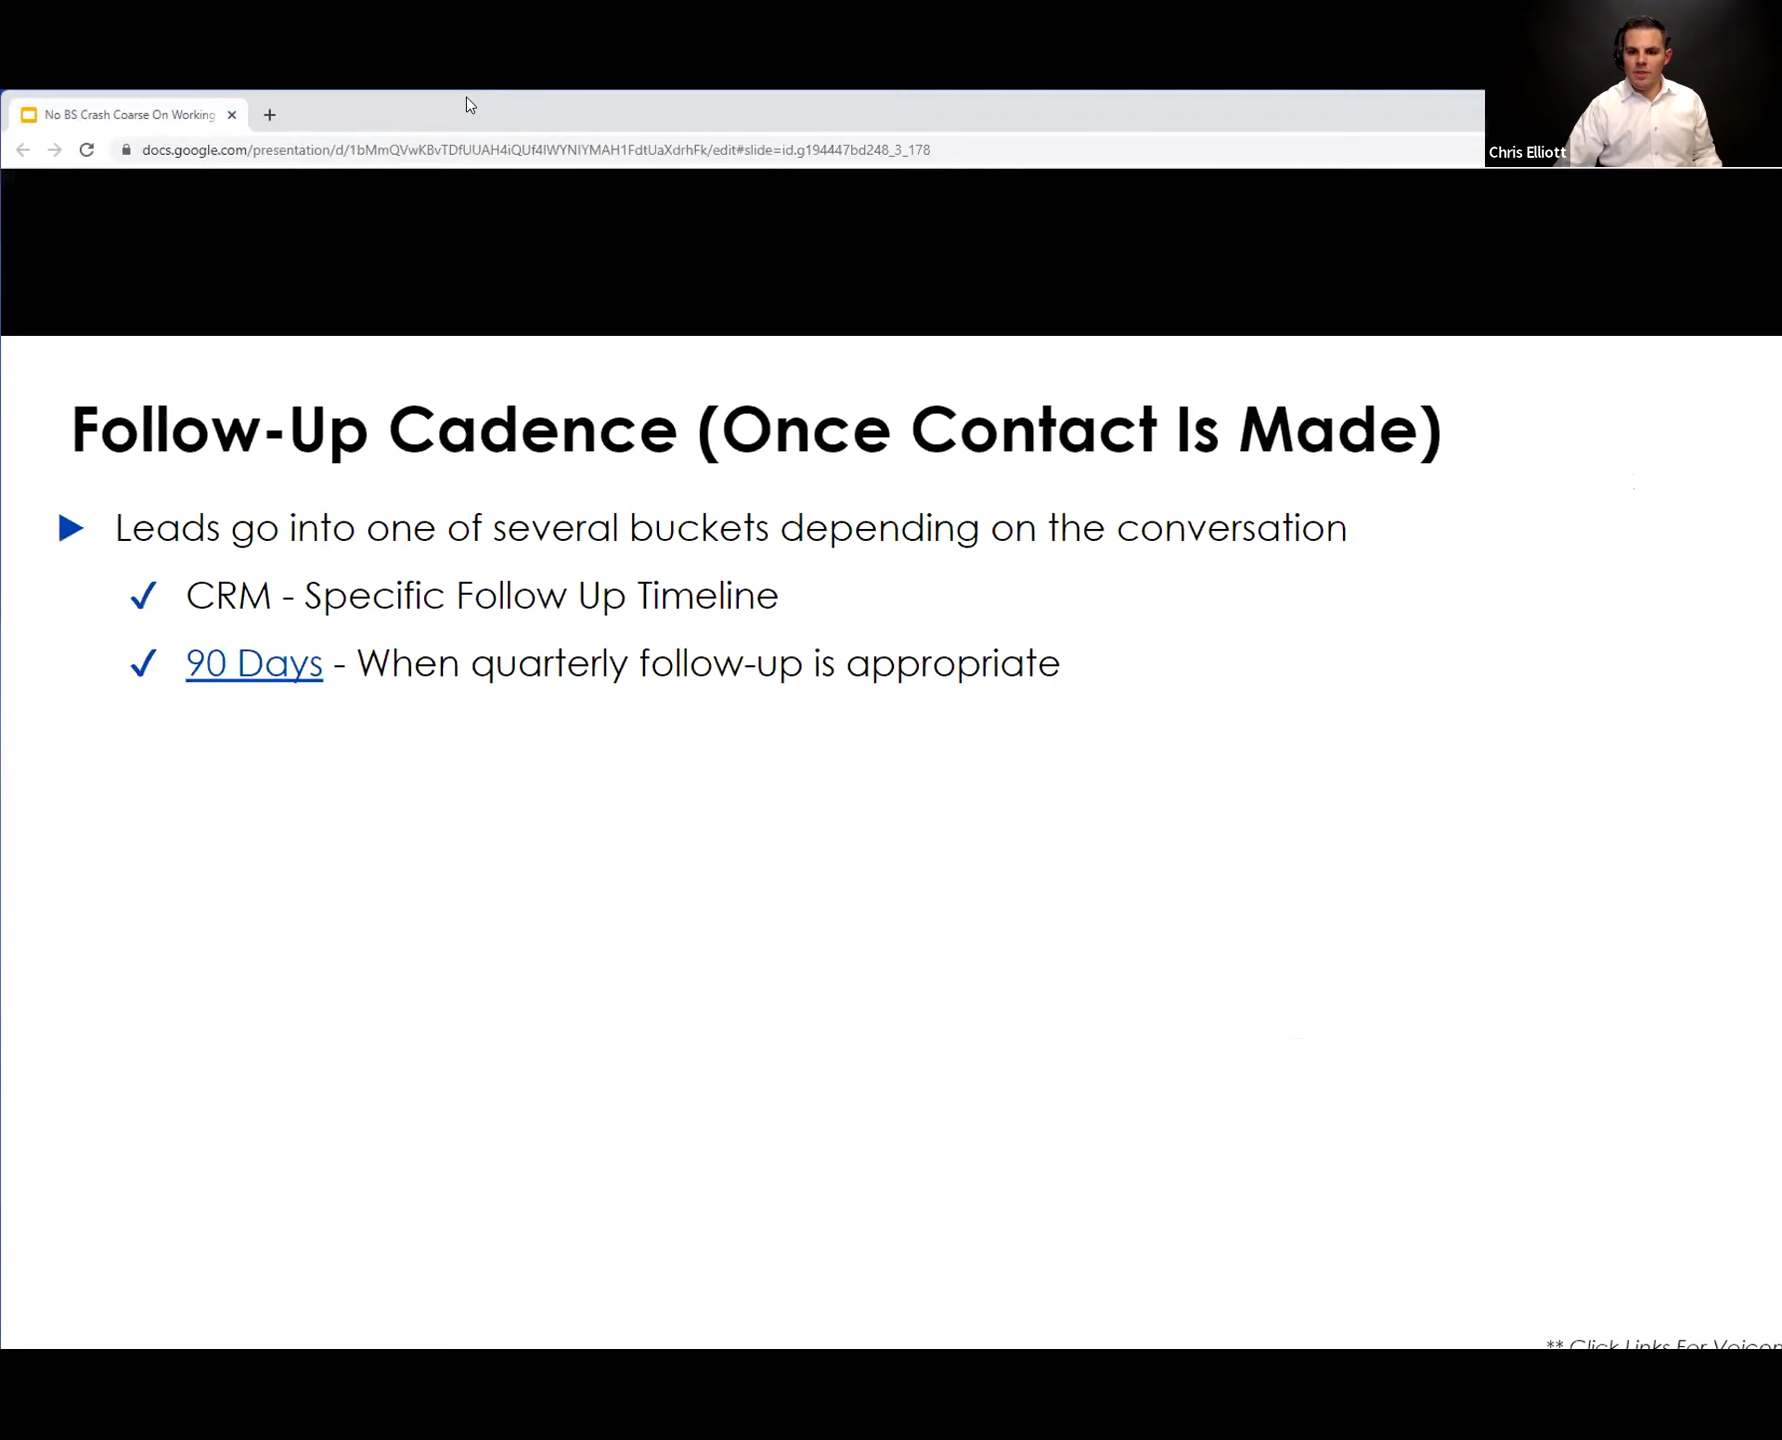 No BS Crash Coarse On Working
docs.google.com/presentation/d/1bMmQVwKBvTDfUUAH4iQUf4IWYNIYMAH1FdtUaXdrhFk/edit#slide=id.g194447bd248_3_178
Chris Elliott
Follow-Up Cadence (Once Contact Is Made)
Leads go into one of several buckets depending on the conversation
✓ CRM - Specific Follow Up Timeline
✓ 90 Days - When quarterly follow-up is appropriate
** Click Links For